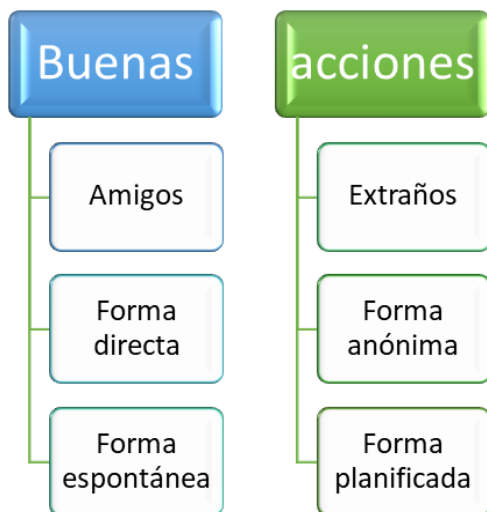 Buenas
acciones
Amigos
Extraños
Forma
directa
Forma
anónima
Forma
espontánea
Forma
planificada